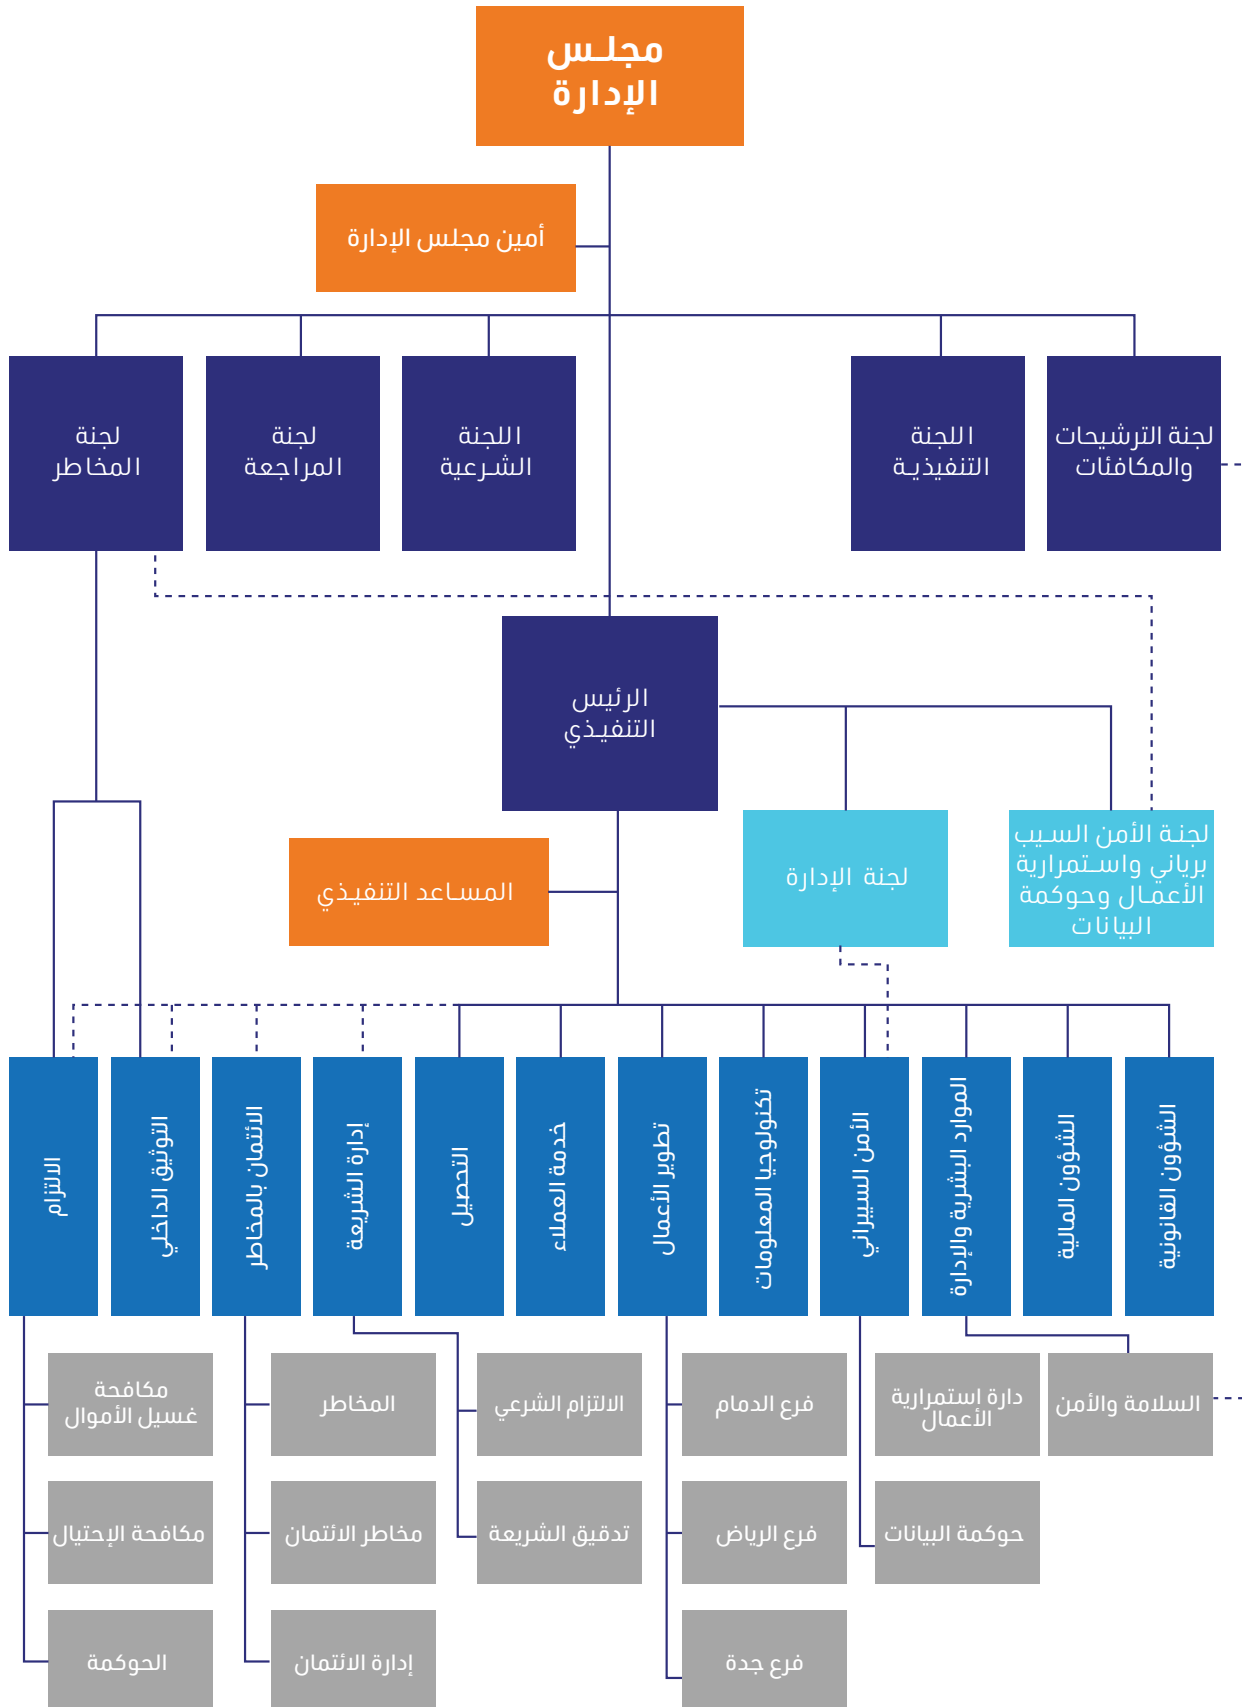 مجلس
الإدارة
أمين مجلس الإدارة
لجنة الترشيحات
والمكافئات
اللجنة
التنفيذية
اللجنة
الشرعية
لجنة
المراجعة
لجنة
المخاطر
الرئيس
التنفيذي
لجنة الأمن السيب
برياني واستمرارية
الأعمال وحوكمة
البيانات
لجنة الإدارة
المساعد التنفيذي
الشؤون القانونية
الشؤون المالية
الموارد البشرية والإدارة
الأمن السيبراني
تكنولوجيا المعلومات
تطوير الأعمال
خدمة العملاء
التحصيل
إدارة الشريعة
الائتمان بالمخاطر
التوثيق الداخلي
الالتزام
السلامة والأمن
دارة استمرارية
الأعمال
فرع الدمام
الالتزام الشرعي
المخاطر
مكافحة
غسيل الأموال
حوكمة البيانات
فرع الرياض
تدقيق الشريعة
مخاطر الائتمان
مكافحة الإحتيال
فرع جدة
إدارة الائتمان
الحوكمة